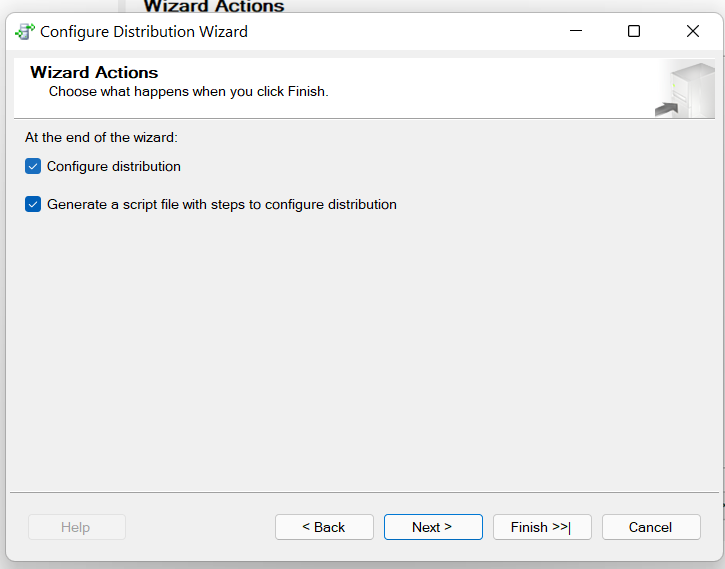 Wizard Actions
Configure Distribution Wizard
Wizard Actions
Choose what happens when you click Finish.
At the end of the wizard:
Configure distribution
Generate a script file with steps to configure distribution
Help
< Back
Next >
Finish >>|
Cancel